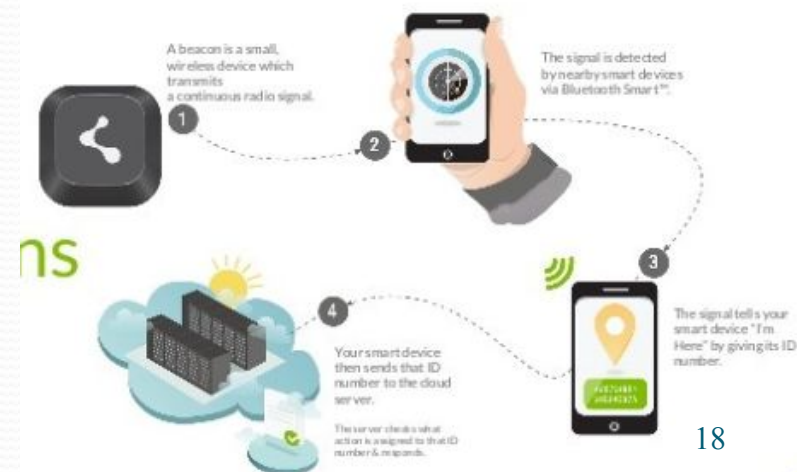 A beacon is a small,
wireless device which
transmits
a continuous radio signal.
1
2
The signal is detected
by nearby smart devices
via Bluetooth Smart™.
ns
3
The signal tells your
smart device "I'm
Here" by giving its ID
number.
4
Your smart device
then sends that ID
number to the cloud
server.
The server checks what
action is assigned to that ID
number & responds.
18